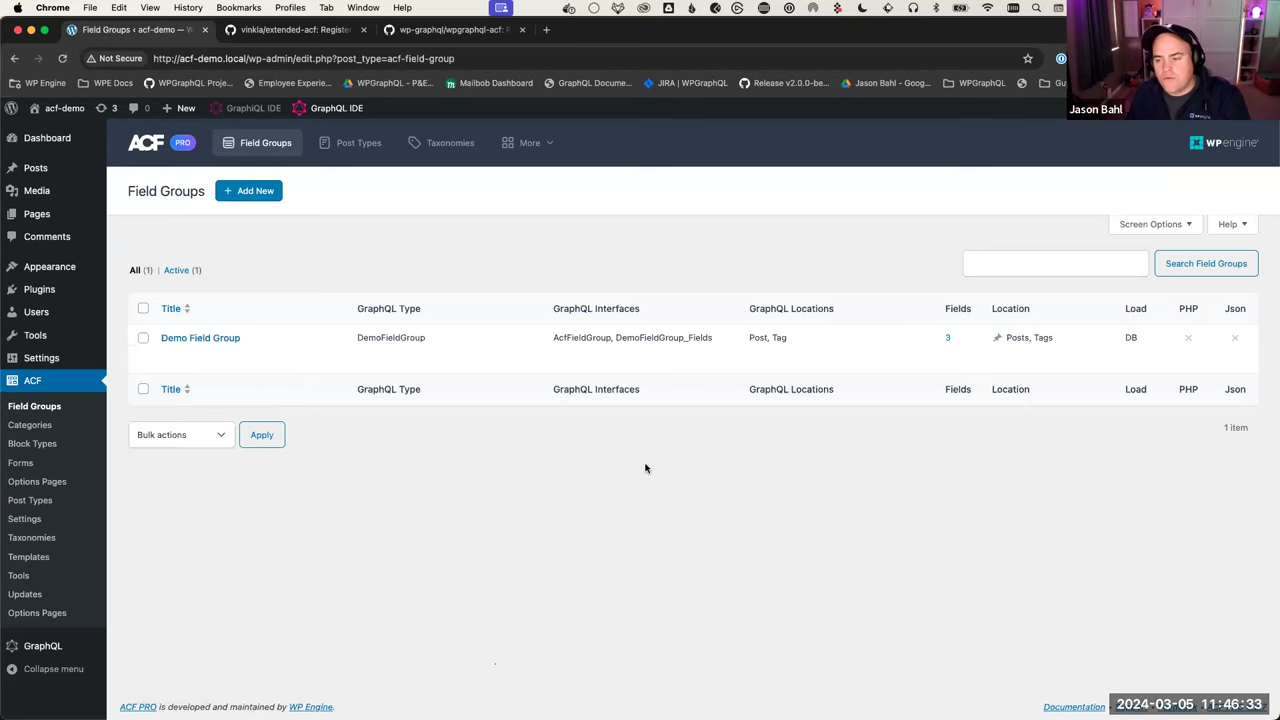 Chrome File Edit View History Bookmarks Profiles Tab Window Help
Field Groups ‹ acf-demo — W
vinkla/extended-acf: Register
wp-graphql/wpgraphql-acf: R
Not Secure http://acf-demo.local/wp-admin/edit.php?post_type=acf-field-group
WP Engine WPE Docs WPGraphQL Proje... Employee Experie... WPGraphQL - P&E... Mailbob Dashboard GraphQL Docume... JIRA | WPGraphQL Release v2.0.0-be... Jason Bahl - Goog... WPGraphQL
Jason Bahl
acf-demo 3 0 New GraphiQL IDE GraphQL IDE
Dashboard
Posts
Media
Pages
Comments
Appearance
Plugins
Users
Tools
Settings
ACF
Field Groups
Categories
Block Types
Forms
Options Pages
Post Types
Settings
Taxonomies
Templates
Tools
Updates
Options Pages
GraphQL
Collapse menu
ACF PRO Field Groups Post Types Taxonomies More WP engine
Field Groups + Add New
Screen Options Help
All (1) | Active (1)
Search Field Groups
Title GraphQL Type GraphQL Interfaces GraphQL Locations Fields Location Load PHP Json
Demo Field Group DemoFieldGroup AcfFieldGroup, DemoFieldGroup_Fields Post, Tag 3 Posts, Tags DB
Title GraphQL Type GraphQL Interfaces GraphQL Locations Fields Location Load PHP Json
Bulk actions Apply 1 item
ACF PRO is developed and maintained by WP Engine.
Documentation
2024-03-05 11:46:33